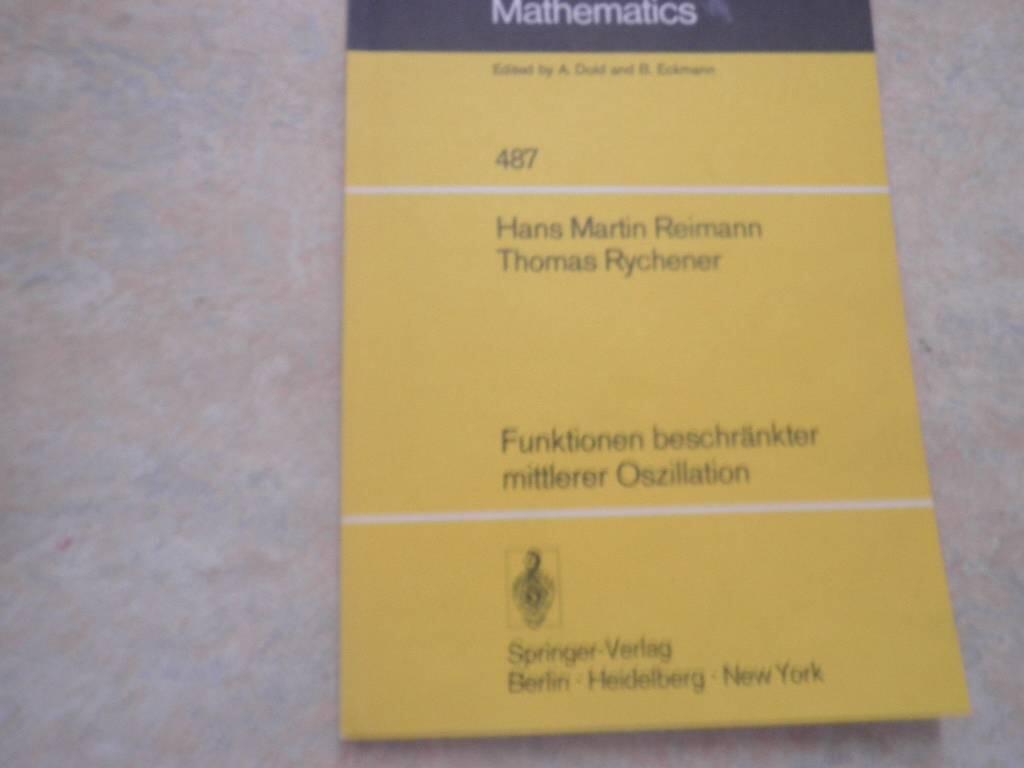 Mathematics
Edited by A. Dold and B. Eckmann
487
Hans Martin Reimann
Thomas Rychener
Funktionen beschränkter
mittlerer Oszillation
Springer-Verlag
Berlin · Heidelberg · New York